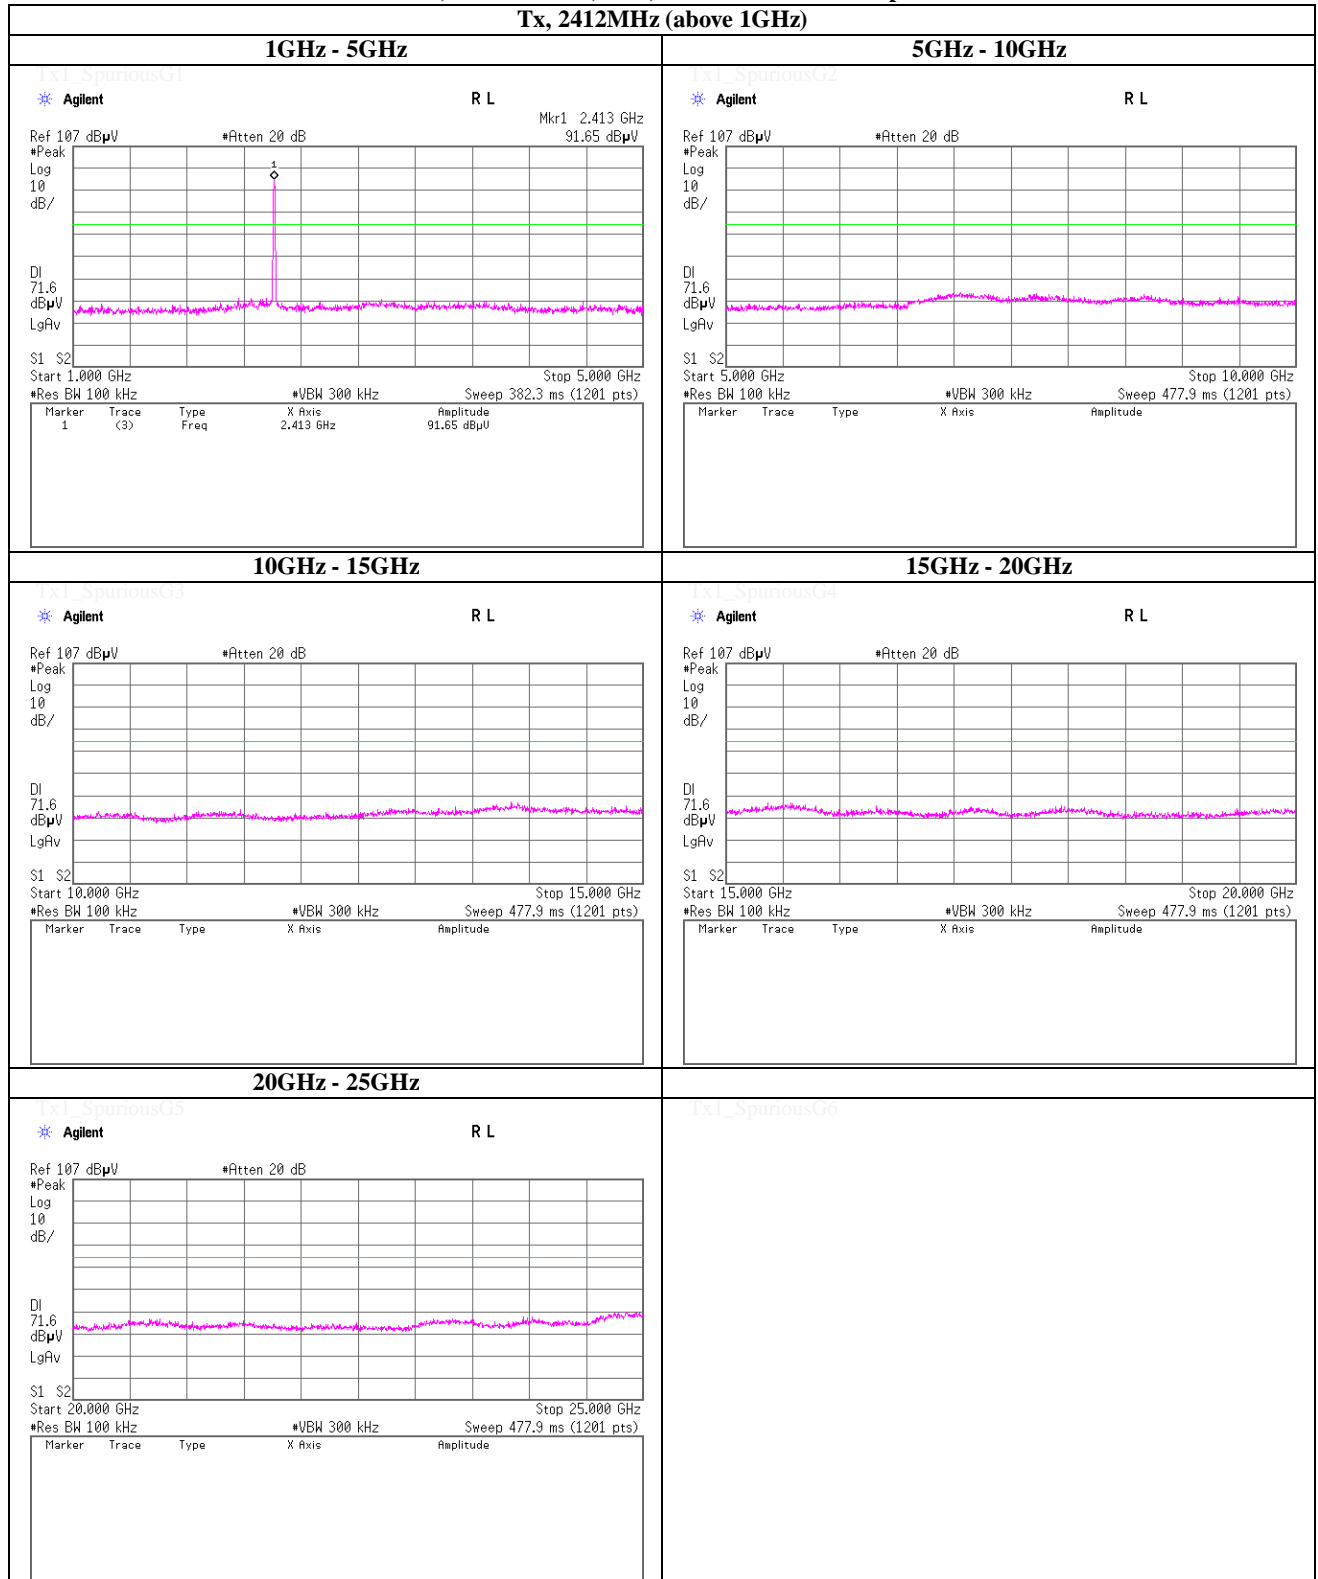 Tx, 2412MHz (above 1GHz)
1GHz - 5GHz
Tx1_SpuriousG1
Agilent
R L
Mkr1 2.413 GHz
Ref 107 dBµV #Atten 20 dB 91.65 dBµV
#Peak
Log
10
dB/
1
DI
71.6
dBµV
LgAv
S1 S2
Start 1.000 GHz Stop 5.000 GHz
#Res BW 100 kHz #VBW 300 kHz Sweep 382.3 ms (1201 pts)
Marker Trace Type X Axis Amplitude
1 (3) Freq 2.413 GHz 91.65 dBµV
5GHz - 10GHz
Tx1_SpuriousG2
Agilent
R L
Ref 107 dBµV #Atten 20 dB
#Peak
Log
10
dB/
DI
71.6
dBµV
LgAv
S1 S2
Start 5.000 GHz Stop 10.000 GHz
#Res BW 100 kHz #VBW 300 kHz Sweep 477.9 ms (1201 pts)
Marker Trace Type X Axis Amplitude
10GHz - 15GHz
Tx1_SpuriousG3
Agilent
R L
Ref 107 dBµV #Atten 20 dB
#Peak
Log
10
dB/
DI
71.6
dBµV
LgAv
S1 S2
Start 10.000 GHz Stop 15.000 GHz
#Res BW 100 kHz #VBW 300 kHz Sweep 477.9 ms (1201 pts)
Marker Trace Type X Axis Amplitude
15GHz - 20GHz
Tx1_SpuriousG4
Agilent
R L
Ref 107 dBµV #Atten 20 dB
#Peak
Log
10
dB/
DI
71.6
dBµV
LgAv
S1 S2
Start 15.000 GHz Stop 20.000 GHz
#Res BW 100 kHz #VBW 300 kHz Sweep 477.9 ms (1201 pts)
Marker Trace Type X Axis Amplitude
20GHz - 25GHz
Tx1_SpuriousG5
Agilent
R L
Ref 107 dBµV #Atten 20 dB
#Peak
Log
10
dB/
DI
71.6
dBµV
LgAv
S1 S2
Start 20.000 GHz Stop 25.000 GHz
#Res BW 100 kHz #VBW 300 kHz Sweep 477.9 ms (1201 pts)
Marker Trace Type X Axis Amplitude
Tx1_SpuriousG6